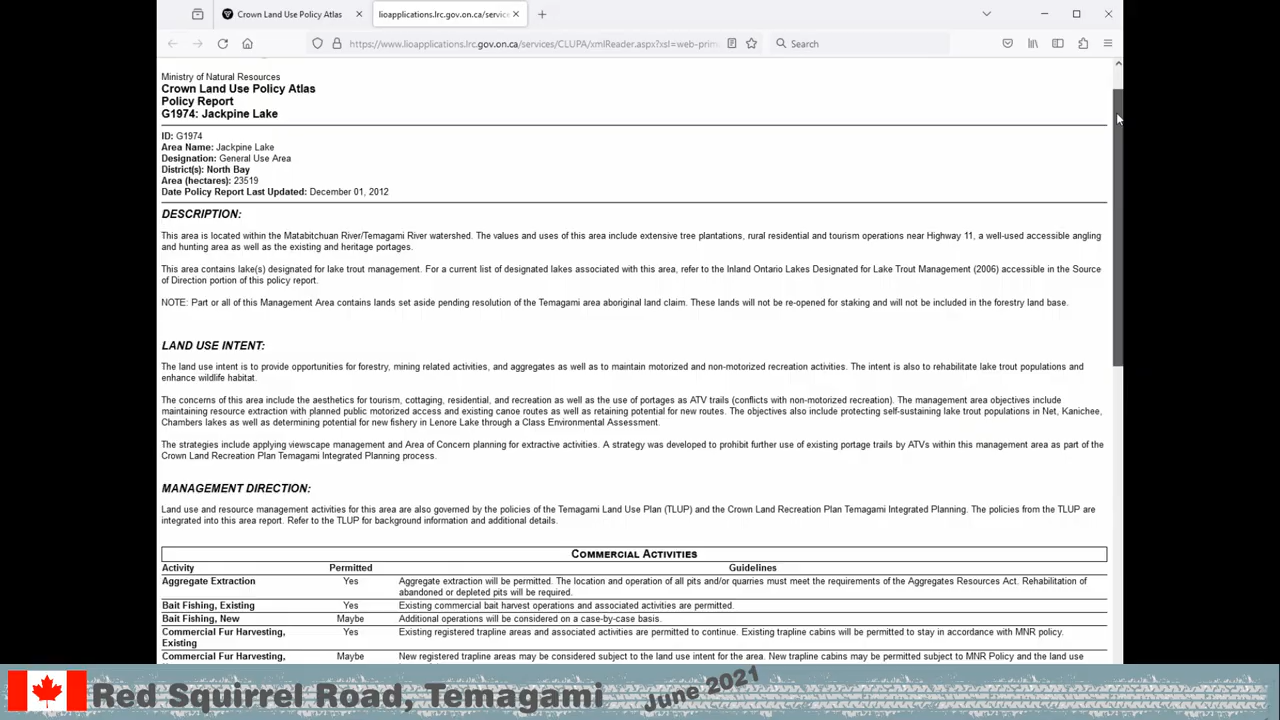 Crown Land Use Policy Atlas
lioapplications.lrc.gov.on.ca/servic
https://www.lioapplications.lrc.gov.on.ca/services/CLUPA/xmlReader.aspx?xsl=web-prim
Search
Ministry of Natural Resources
Crown Land Use Policy Atlas
Policy Report
G1974: Jackpine Lake
ID: G1974
Area Name: Jackpine Lake
Designation: General Use Area
District(s): North Bay
Area (hectares): 23519
Date Policy Report Last Updated: December 01, 2012
DESCRIPTION:
This area is located within the Matabitchuan River/Temagami River watershed. The values and uses of this area include extensive tree plantations, rural residential and tourism operations near Highway 11, a well-used accessible angling
and hunting area as well as the existing and heritage portages.
This area contains lake(s) designated for lake trout management. For a current list of designated lakes associated with this area, refer to the Inland Ontario Lakes Designated for Lake Trout Management (2006) accessible in the Source
of Direction portion of this policy report.
NOTE: Part or all of this Management Area contains lands set aside pending resolution of the Temagami area aboriginal land claim. These lands will not be re-opened for staking and will not be included in the forestry land base.
LAND USE INTENT:
The land use intent is to provide opportunities for forestry, mining related activities, and aggregates as well as to maintain motorized and non-motorized recreation activities. The intent is also to rehabilitate lake trout populations and
enhance wildlife habitat.
The concerns of this area include the aesthetics for tourism, cottaging, residential, and recreation as well as the use of portages as ATV trails (conflicts with non-motorized recreation). The management area objectives include
maintaining resource extraction with planned public motorized access and existing canoe routes as well as retaining potential for new routes. The objectives also include protecting self-sustaining lake trout populations in Net, Kanichee,
Chambers lakes as well as determining potential for new fishery in Lenore Lake through a Class Environmental Assessment.
The strategies include applying viewscape management and Area of Concern planning for extractive activities. A strategy was developed to prohibit further use of existing portage trails by ATVs within this management area as part of the
Crown Land Recreation Plan Temagami Integrated Planning process.
MANAGEMENT DIRECTION:
Land use and resource management activities for this area are also governed by the policies of the Temagami Land Use Plan (TLUP) and the Crown Land Recreation Plan Temagami Integrated Planning. The policies from the TLUP are
integrated into this area report. Refer to the TLUP for background information and additional details.
COMMERCIAL ACTIVITIES
Activity Permitted Guidelines
Aggregate Extraction Yes Aggregate extraction will be permitted. The location and operation of all pits and/or quarries must meet the requirements of the Aggregates Resources Act. Rehabilitation of
abandoned or depleted pits will be required.
Bait Fishing, Existing Yes Existing commercial bait harvest operations and associated activities are permitted.
Bait Fishing, New Maybe Additional operations will be considered on a case-by-case basis.
Commercial Fur Harvesting, Yes Existing registered trapline areas and associated activities are permitted to continue. Existing trapline cabins will be permitted to stay in accordance with MNR policy.
Existing
Commercial Fur Harvesting, Maybe New registered trapline areas may be considered subject to the land use intent for the area. New trapline cabins may be permitted subject to MNR Policy and the land use
Red Squirrel Road, Temagami June 2021